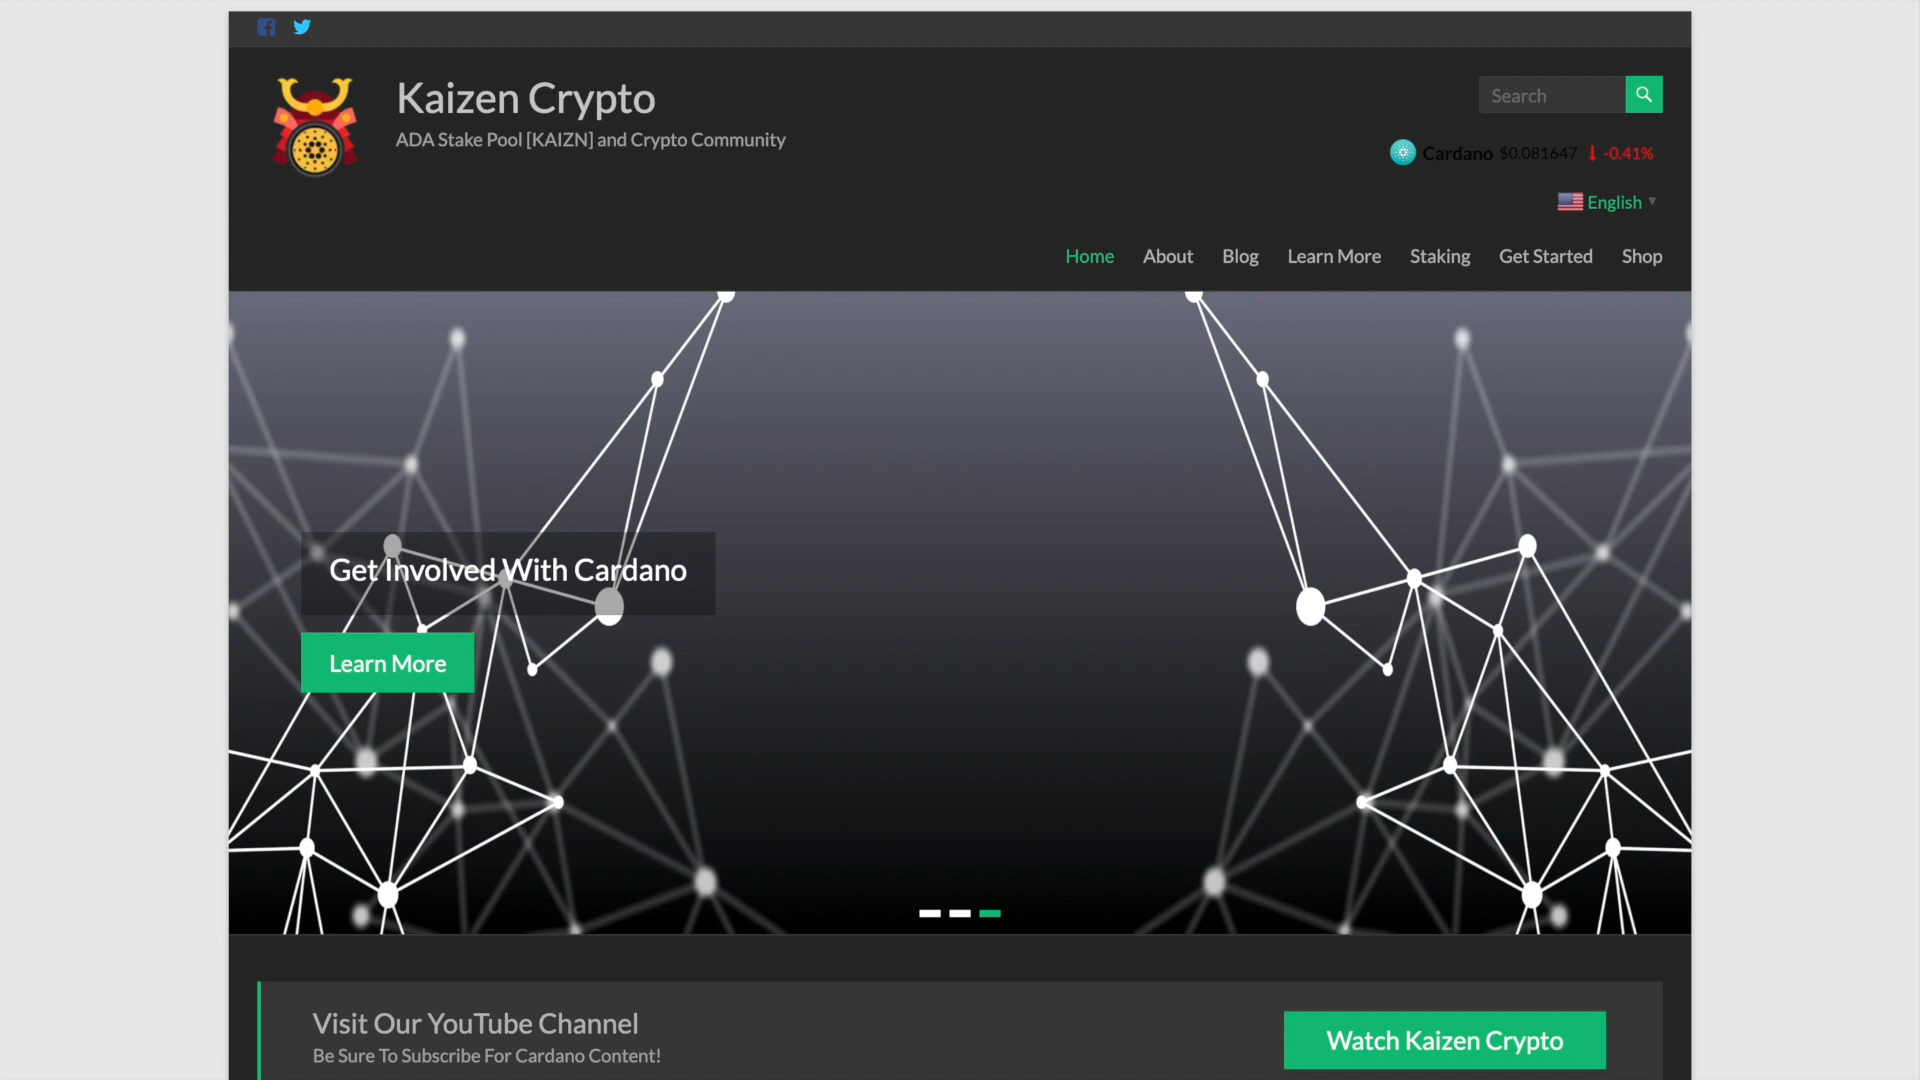 Kaizen Crypto
ADA Stake Pool [KAIZN] and Crypto Community
Search
Cardano $0.081647 -0.41%
English
Home About Blog Learn More Staking Get Started Shop
Get Involved With Cardano
Learn More
Visit Our YouTube Channel
Be Sure To Subscribe For Cardano Content!
Watch Kaizen Crypto